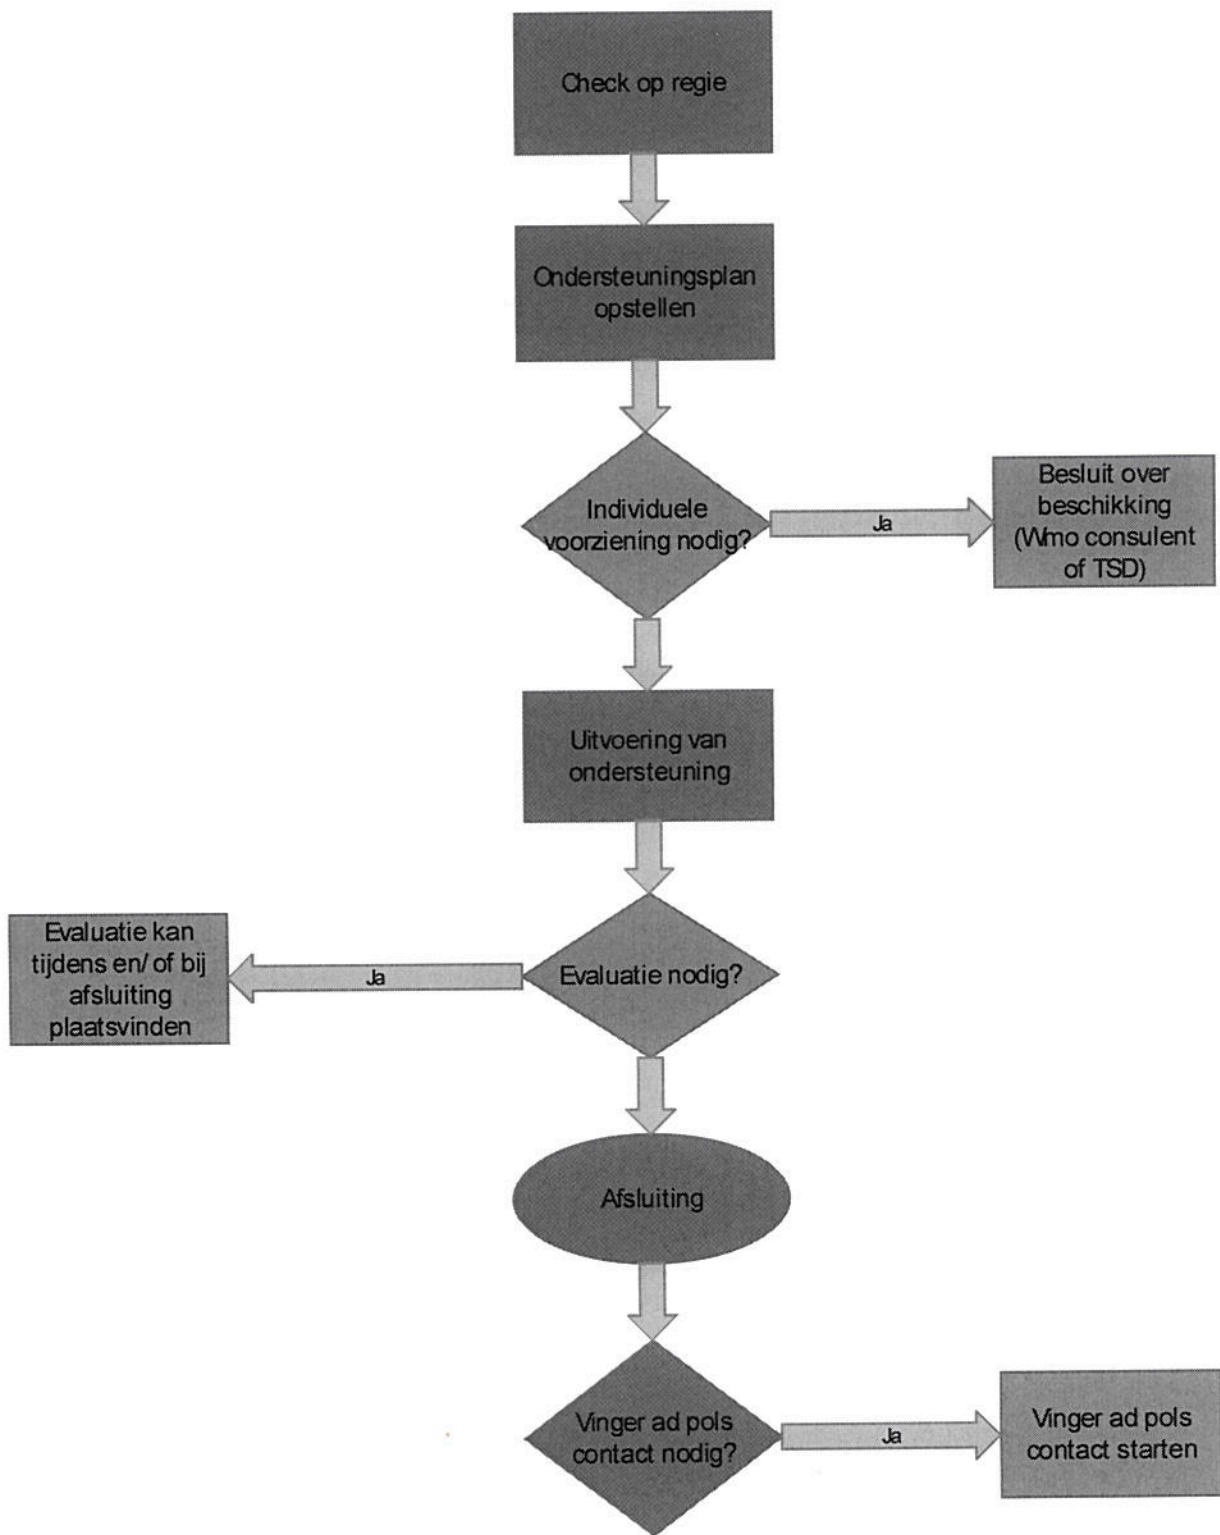 Check op regie
Ondersteuningsplan
opstellen
Individuele
voorziening nodig?
Ja
Besluit over
beschikking
(Wmo consulent
of TSD)
Uitvoering van
ondersteuning
Evaluatie nodig?
Ja
Evaluatie kan
tijdens en/ of bij
afsluiting
plaatsvinden
Afsluiting
Vinger ad pols
contact nodig?
Ja
Vinger ad pols
contact starten